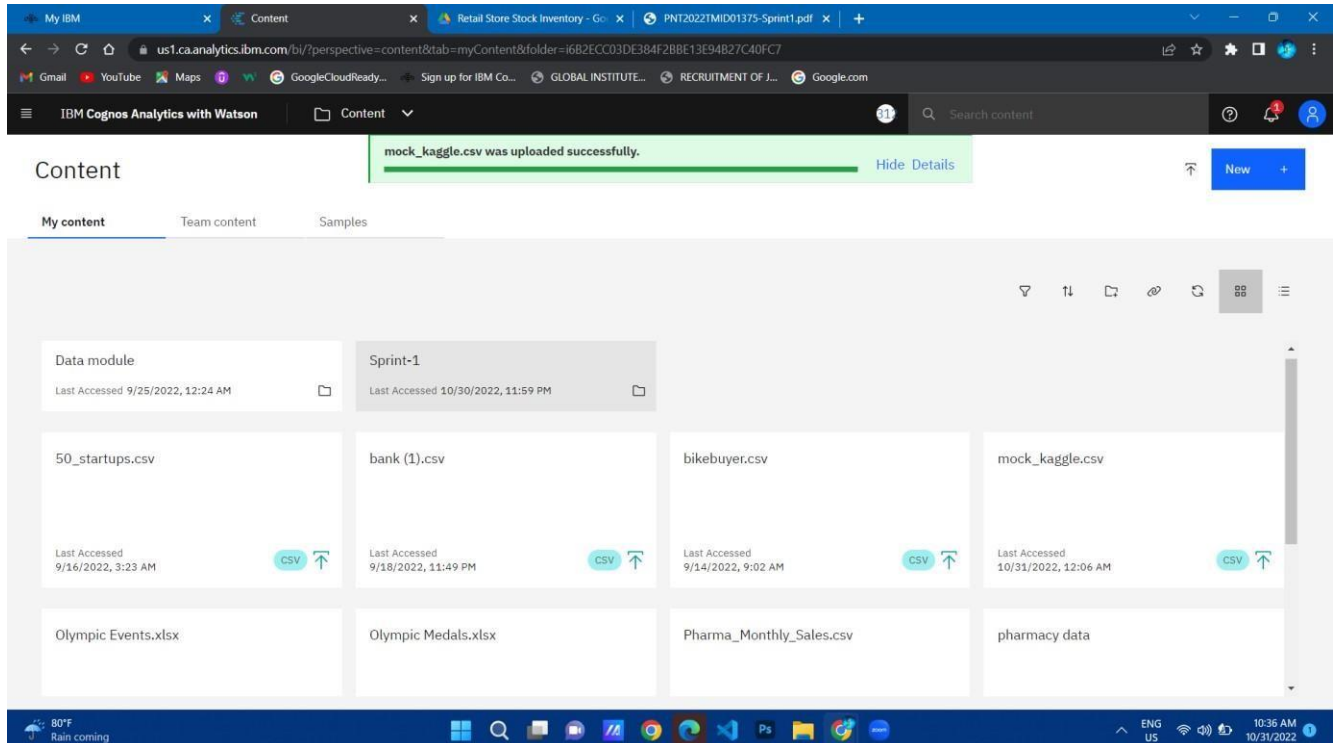 My IBM
Content
Retail Store Stock Inventory - Go
PNT2022TMID01375-Sprint1.pdf
us1.ca.analytics.ibm.com/bi/?perspective=content&tab=myContent&folder=i6B2ECC03DE384F2BBE13E94B27C40FC7
Gmail YouTube Maps GoogleCloudReady... Sign up for IBM Co... GLOBAL INSTITUTE... RECRUITMENT OF J... Google.com
IBM Cognos Analytics with Watson
Content
Search content
1
Content
mock_kaggle.csv was uploaded successfully.
Hide Details
New +
My content Team content Samples
Data module
Last Accessed 9/25/2022, 12:24 AM
Sprint-1
Last Accessed 10/30/2022, 11:59 PM
50_startups.csv
Last Accessed
9/16/2022, 3:23 AM
CSV
bank (1).csv
Last Accessed
9/18/2022, 11:49 PM
CSV
bikebuyer.csv
Last Accessed
9/14/2022, 9:02 AM
CSV
mock_kaggle.csv
Last Accessed
10/31/2022, 12:06 AM
CSV
Olympic Events.xlsx
Olympic Medals.xlsx
Pharma_Monthly_Sales.csv
pharmacy data
80°F
Rain coming
Ps
zoom
ENG
US
10:36 AM
10/31/2022
1